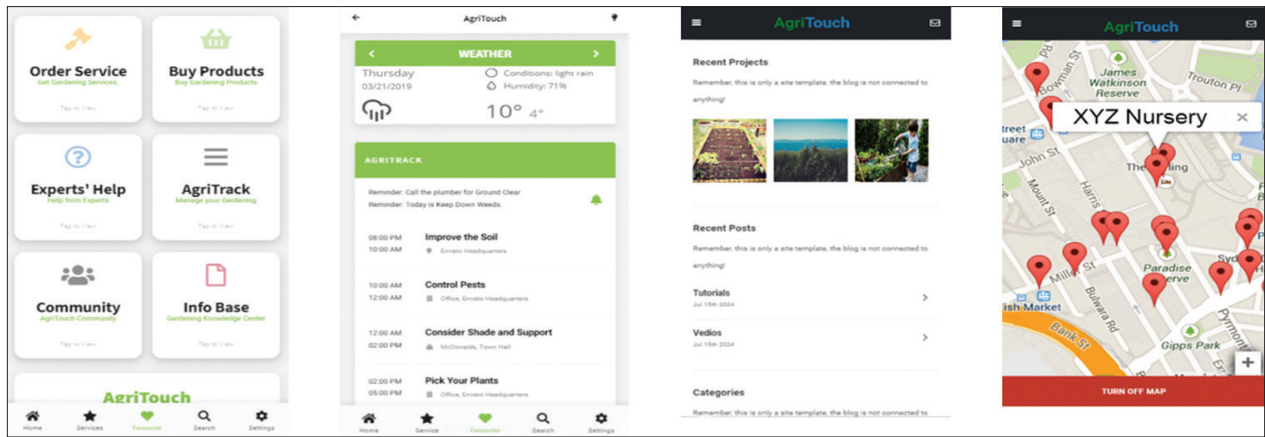 Order Service
Get Gardening Services
Tap to View
Buy Products
Buy Gardening Products
Tap to View
Experts' Help
Help from Experts
Tap to View
AgriTrack
Manage your Gardening
Tap to View
Community
AgriTouch Community
Tap to View
Info Base
Gardening Knowledge Center
Tap to View
AgriTouch
Home
Services
Favourite
Search
Settings
AgriTouch
WEATHER
Thursday
03/21/2019
Conditions: light rain
Humidity: 71%
10° 4°
AGRITRACK
Reminder: Call the plumber for Ground Clear
Reminder: Today is Keep Down Weeds.
08:00 PM
10:00 AM
Improve the Soil
Envato Headquarters
10:00 AM
12:00 AM
Control Pests
Office, Envato Headquarters
12:00 AM
02:00 PM
Consider Shade and Support
McDonalds, Town Hall
02:00 PM
05:00 PM
Pick Your Plants
Office, Envato Headquarters
Home
Service
Favourite
Search
Settings
AgriTouch
Recent Projects
Remember, this is only a site template, the blog is not connected to
anything!
Recent Posts
Remember, this is only a site template, the blog is not connected to
anything!
Tutorials
Jul 15th 2024
Vedios
Jul 15th 2024
Categories
Remember, this is only a site template, the blog is not connected to
AgriTouch
Bowman St
James
Watkinson
Reserve
Trouton Pl
XYZ Nursery
John St
Mount St
Harris
Miller St
Paradise
Bulwara Rd
Market
Bank St
Gipps Park
Pyrmont
TURN OFF MAP